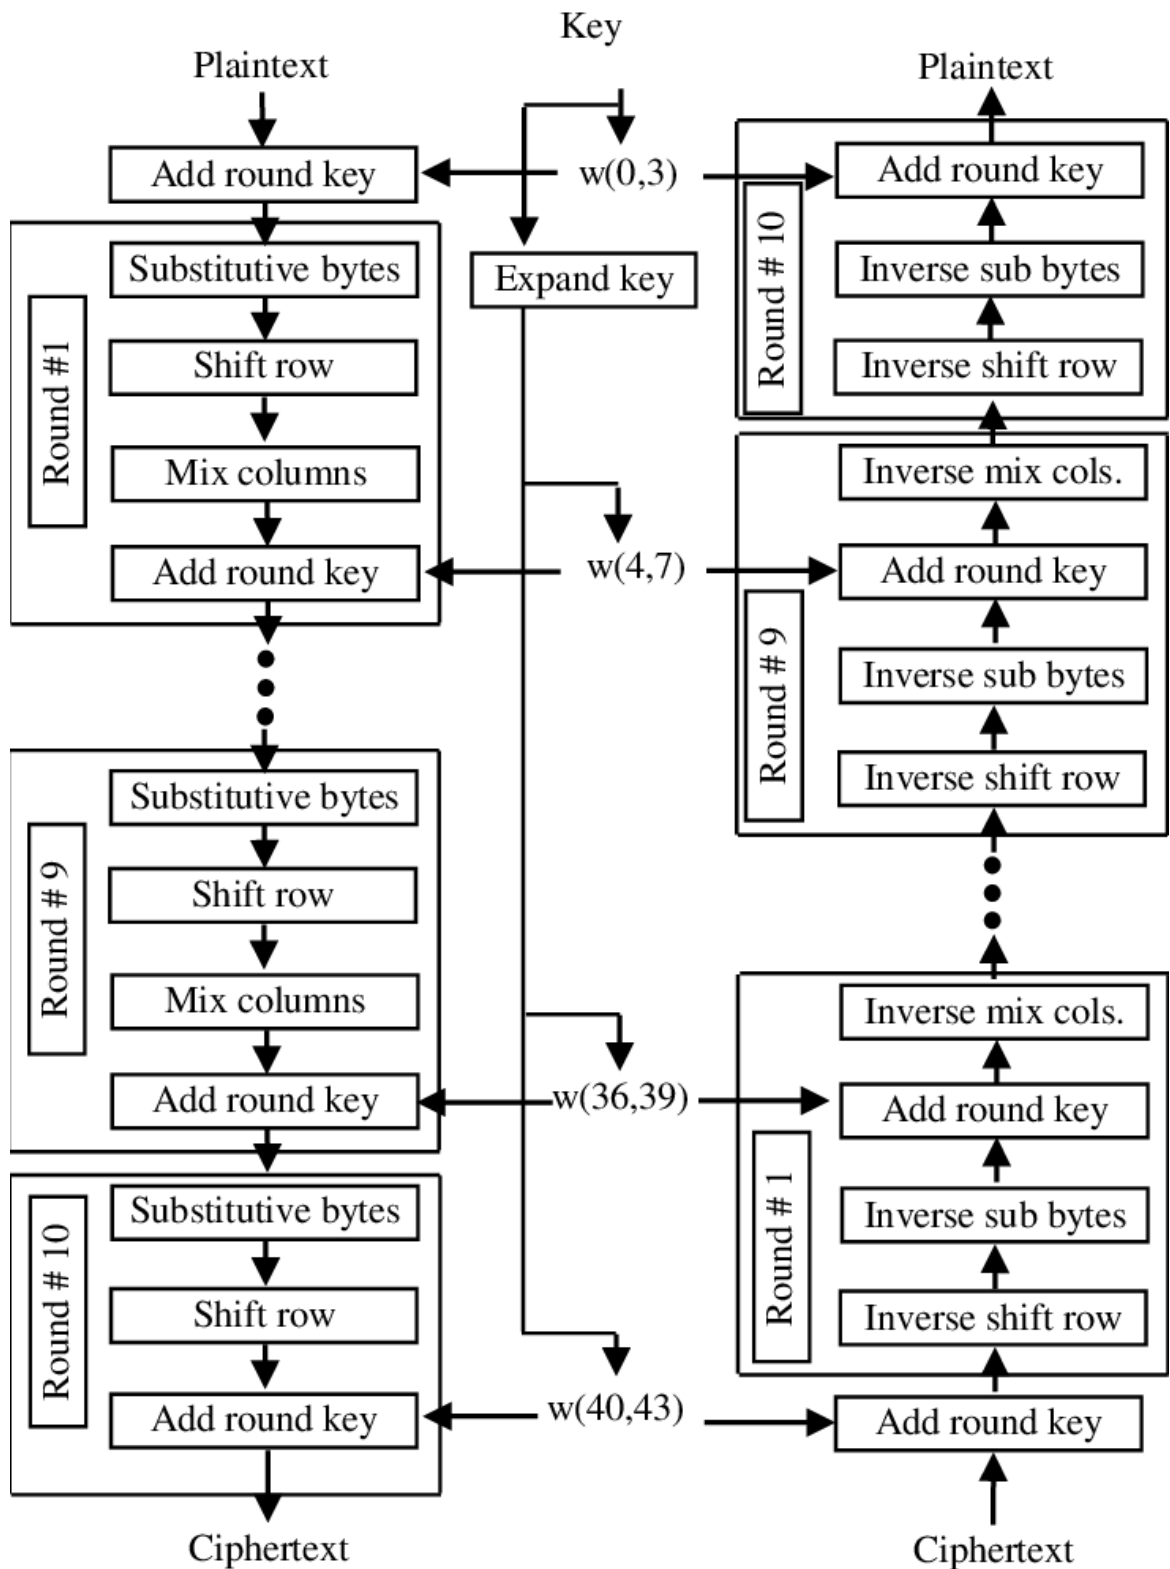 Key
Plaintext
Add round key
Round #1
Substitutive bytes
Shift row
Mix columns
Add round key
Round # 9
Substitutive bytes
Shift row
Mix columns
Add round key
Round # 10
Substitutive bytes
Shift row
Add round key
Ciphertext
w(0,3)
Expand key
w(4,7)
w(36,39)
w(40,43)
Plaintext
Round # 10
Add round key
Inverse sub bytes
Inverse shift row
Round # 9
Inverse mix cols.
Add round key
Inverse sub bytes
Inverse shift row
Round # 1
Inverse mix cols.
Add round key
Inverse sub bytes
Inverse shift row
Add round key
Ciphertext